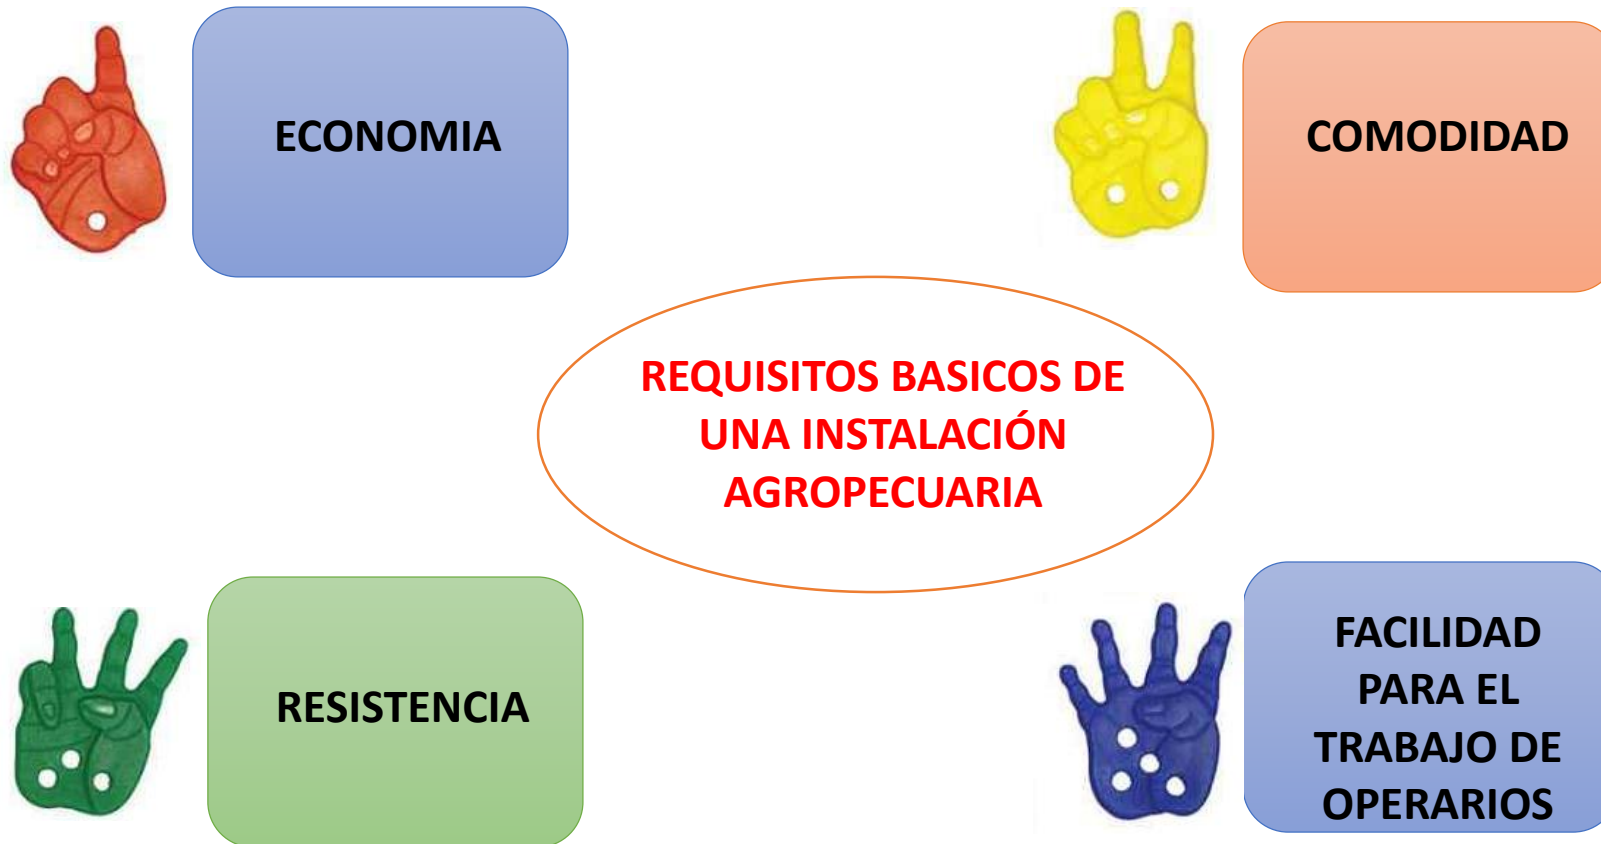 ECONOMIA
COMODIDAD
REQUISITOS BASICOS DE
UNA INSTALACIÓN
AGROPECUARIA
RESISTENCIA
FACILIDAD
PARA EL
TRABAJO DE
OPERARIOS